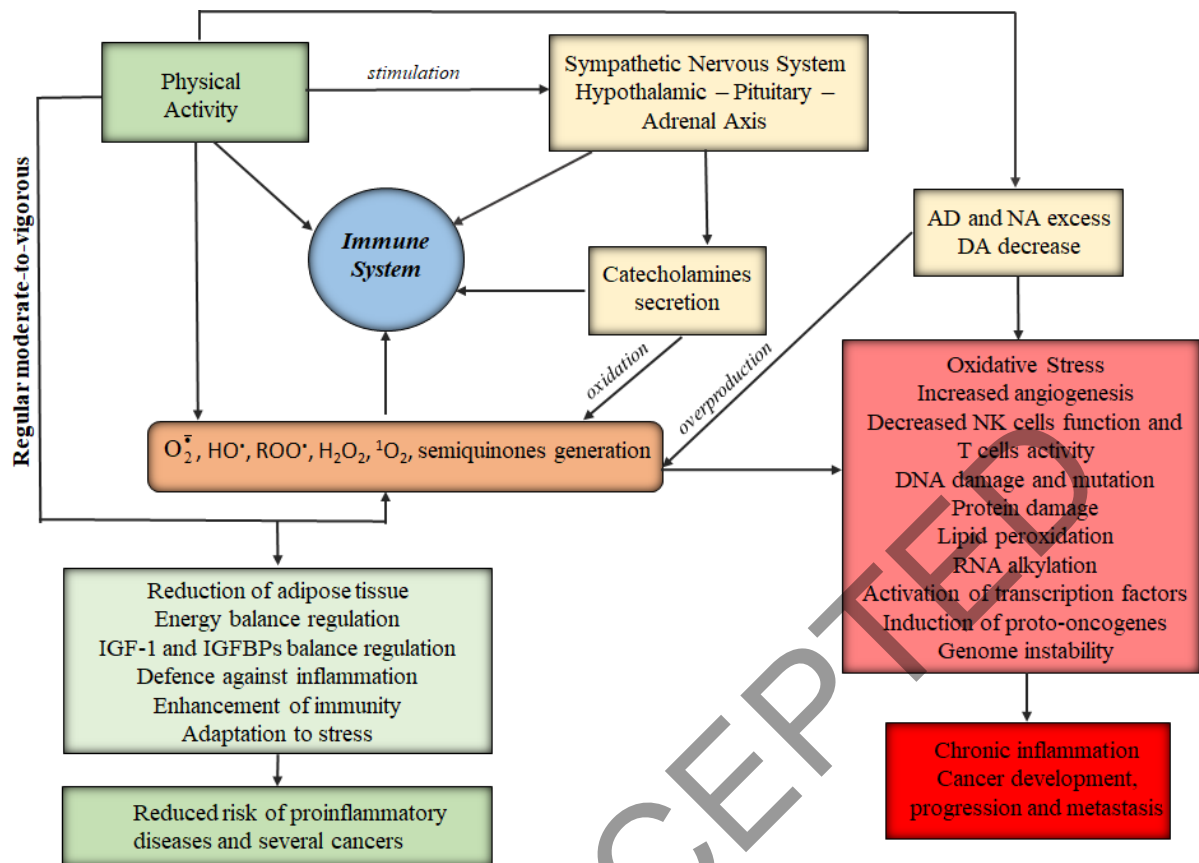 Physical
Activity
stimulation
Sympathetic Nervous System
Hypothalamic – Pituitary –
Adrenal Axis
Regular moderate-to-vigorous
Immune
System
Catecholamines
secretion
AD and NA excess
DA decrease
oxidation
overproduction
O₂•̄, HO•, ROO•, H₂O₂, ¹O₂, semiquinones generation
Oxidative Stress
Increased angiogenesis
Decreased NK cells function and
T cells activity
DNA damage and mutation
Protein damage
Lipid peroxidation
RNA alkylation
Activation of transcription factors
Induction of proto-oncogenes
Genome instability
Reduction of adipose tissue
Energy balance regulation
IGF-1 and IGFBPs balance regulation
Defence against inflammation
Enhancement of immunity
Adaptation to stress
Reduced risk of proinflammatory
diseases and several cancers
Chronic inflammation
Cancer development,
progression and metastasis
CEPTED